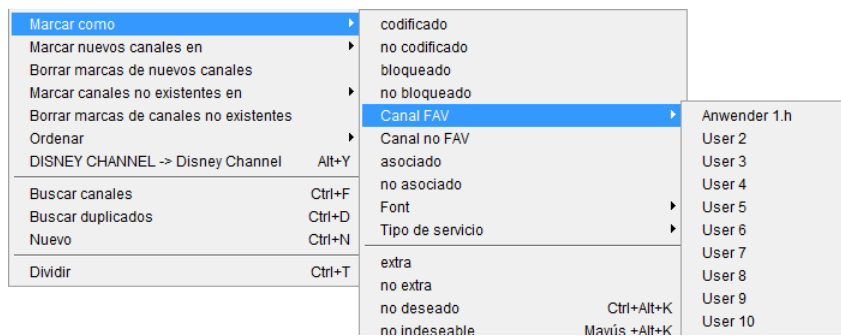 Marcar como
Marcar nuevos canales en
Borrar marcas de nuevos canales
Marcar canales no existentes en
Borrar marcas de canales no existentes
Ordenar
DISNEY CHANNEL -> Disney Channel Alt+Y
Buscar canales Ctrl+F
Buscar duplicados Ctrl+D
Nuevo Ctrl+N
Dividir Ctrl+T
codificado
no codificado
bloqueado
no bloqueado
Canal FAV
Canal no FAV
asociado
no asociado
Font
Tipo de servicio
extra
no extra
no deseado Ctrl+Alt+K
no indeseable Mayús +Alt+K
Anwender 1.h
User 2
User 3
User 4
User 5
User 6
User 7
User 8
User 9
User 10